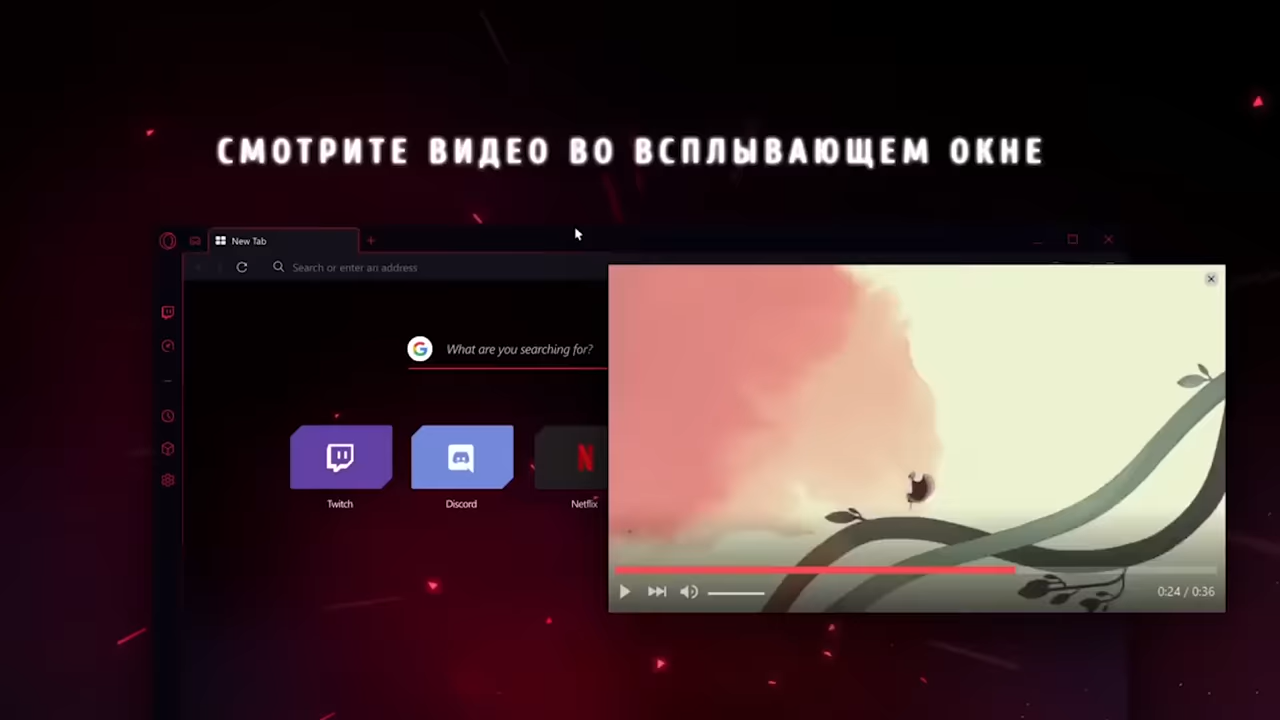 СМОТРИТЕ ВИДЕО ВО ВСПЛЫВАЮЩЕМ ОКНЕ
New Tab
Search or enter an address
What are you searching for?
Twitch
Discord
Netflix
0:24 / 0:36